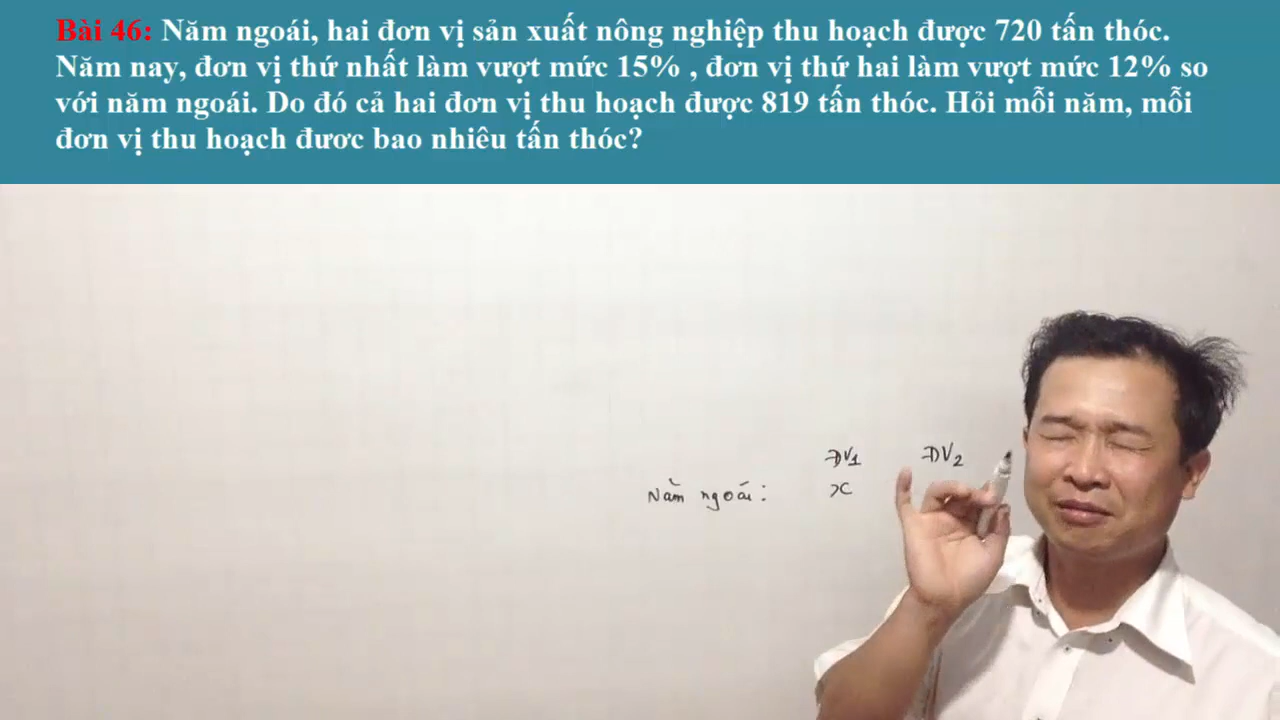 Bài 46: Năm ngoái, hai đơn vị sản xuất nông nghiệp thu hoạch được 720 tấn thóc.
Năm nay, đơn vị thứ nhất làm vượt mức 15% , đơn vị thứ hai làm vượt mức 12% so
với năm ngoái. Do đó cả hai đơn vị thu hoạch được 819 tấn thóc. Hỏi mỗi năm, mỗi
đơn vị thu hoạch đươc bao nhiêu tấn thóc?
ĐV1 ĐV2
Năm ngoái: x